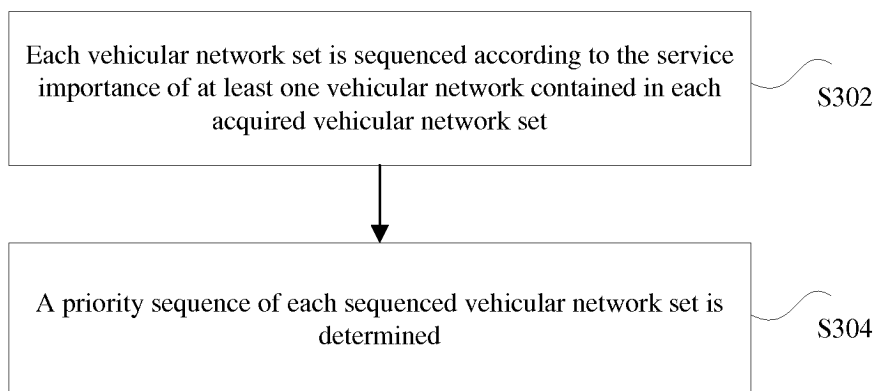 Each vehicular network set is sequenced according to the service
importance of at least one vehicular network contained in each
acquired vehicular network set
S302
A priority sequence of each sequenced vehicular network set is
determined
S304